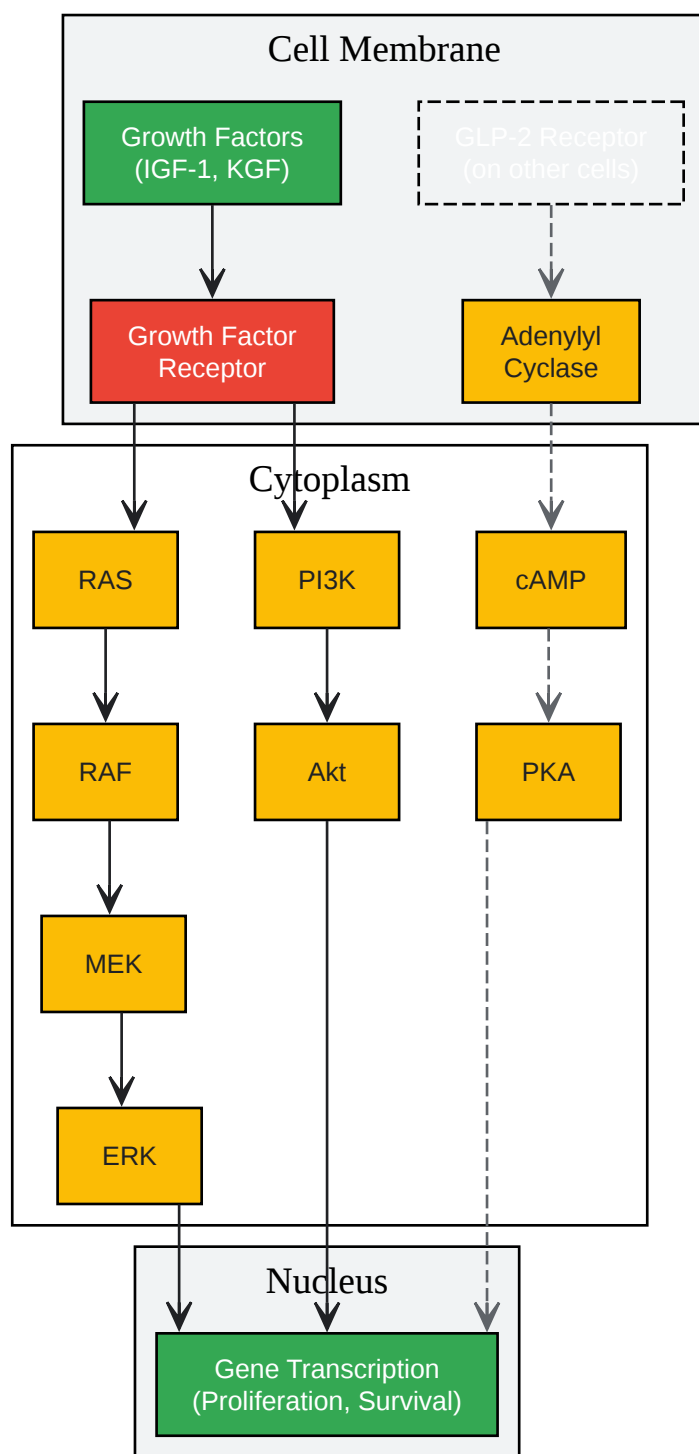 Cell Membrane
Growth Factors
(IGF-1, KGF)
GLP-2 Receptor
(on other cells)
Growth Factor
Receptor
Adenylyl
Cyclase
Cytoplasm
RAS
PI3K
cAMP
RAF
Akt
PKA
MEK
ERK
Nucleus
Gene Transcription
(Proliferation, Survival)